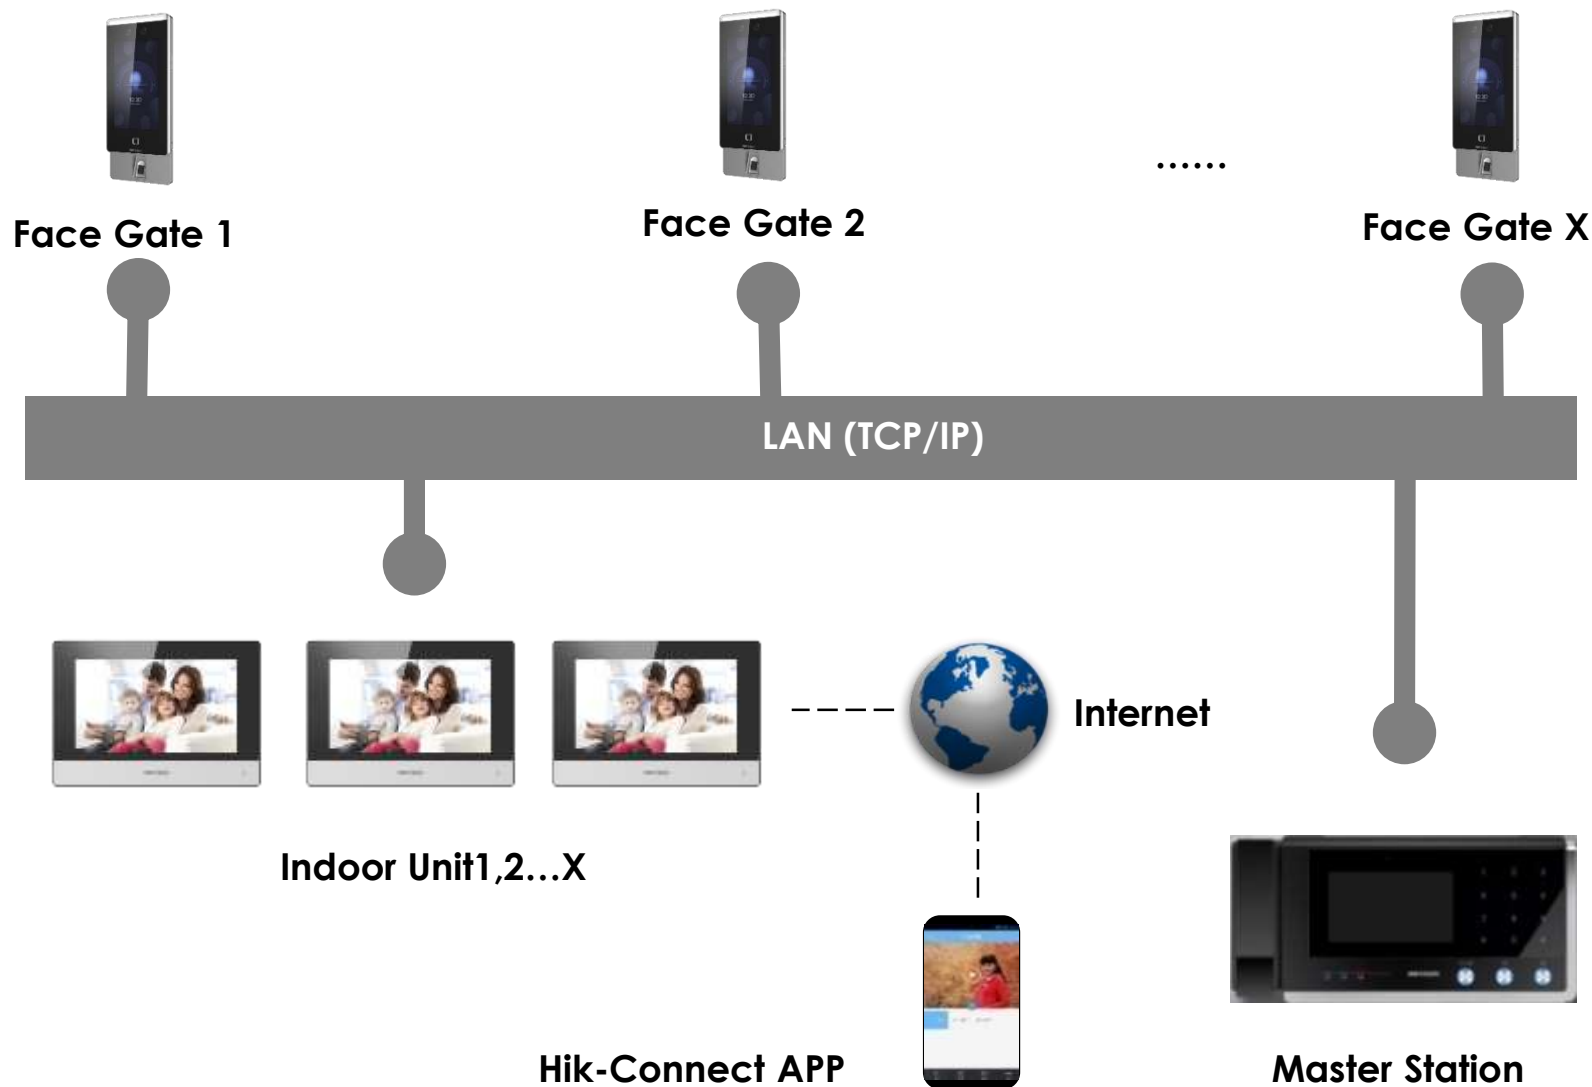 ......
Face Gate 1
Face Gate 2
Face Gate X
LAN (TCP/IP)
Internet
Indoor Unit1,2...X
Hik-Connect APP
Master Station